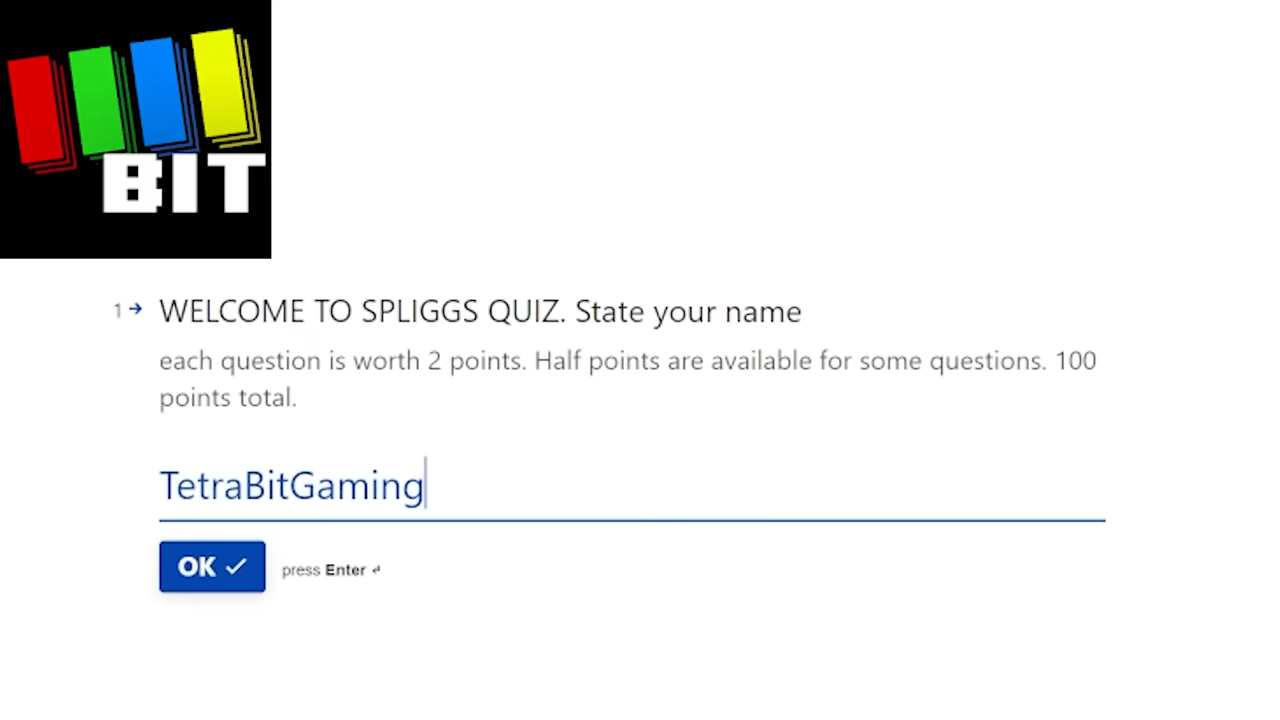 BIT
1 → WELCOME TO SPLIGGS QUIZ. State your name
each question is worth 2 points. Half points are available for some questions. 100
points total.
TetraBitGaming
OK ✓ press Enter ↵